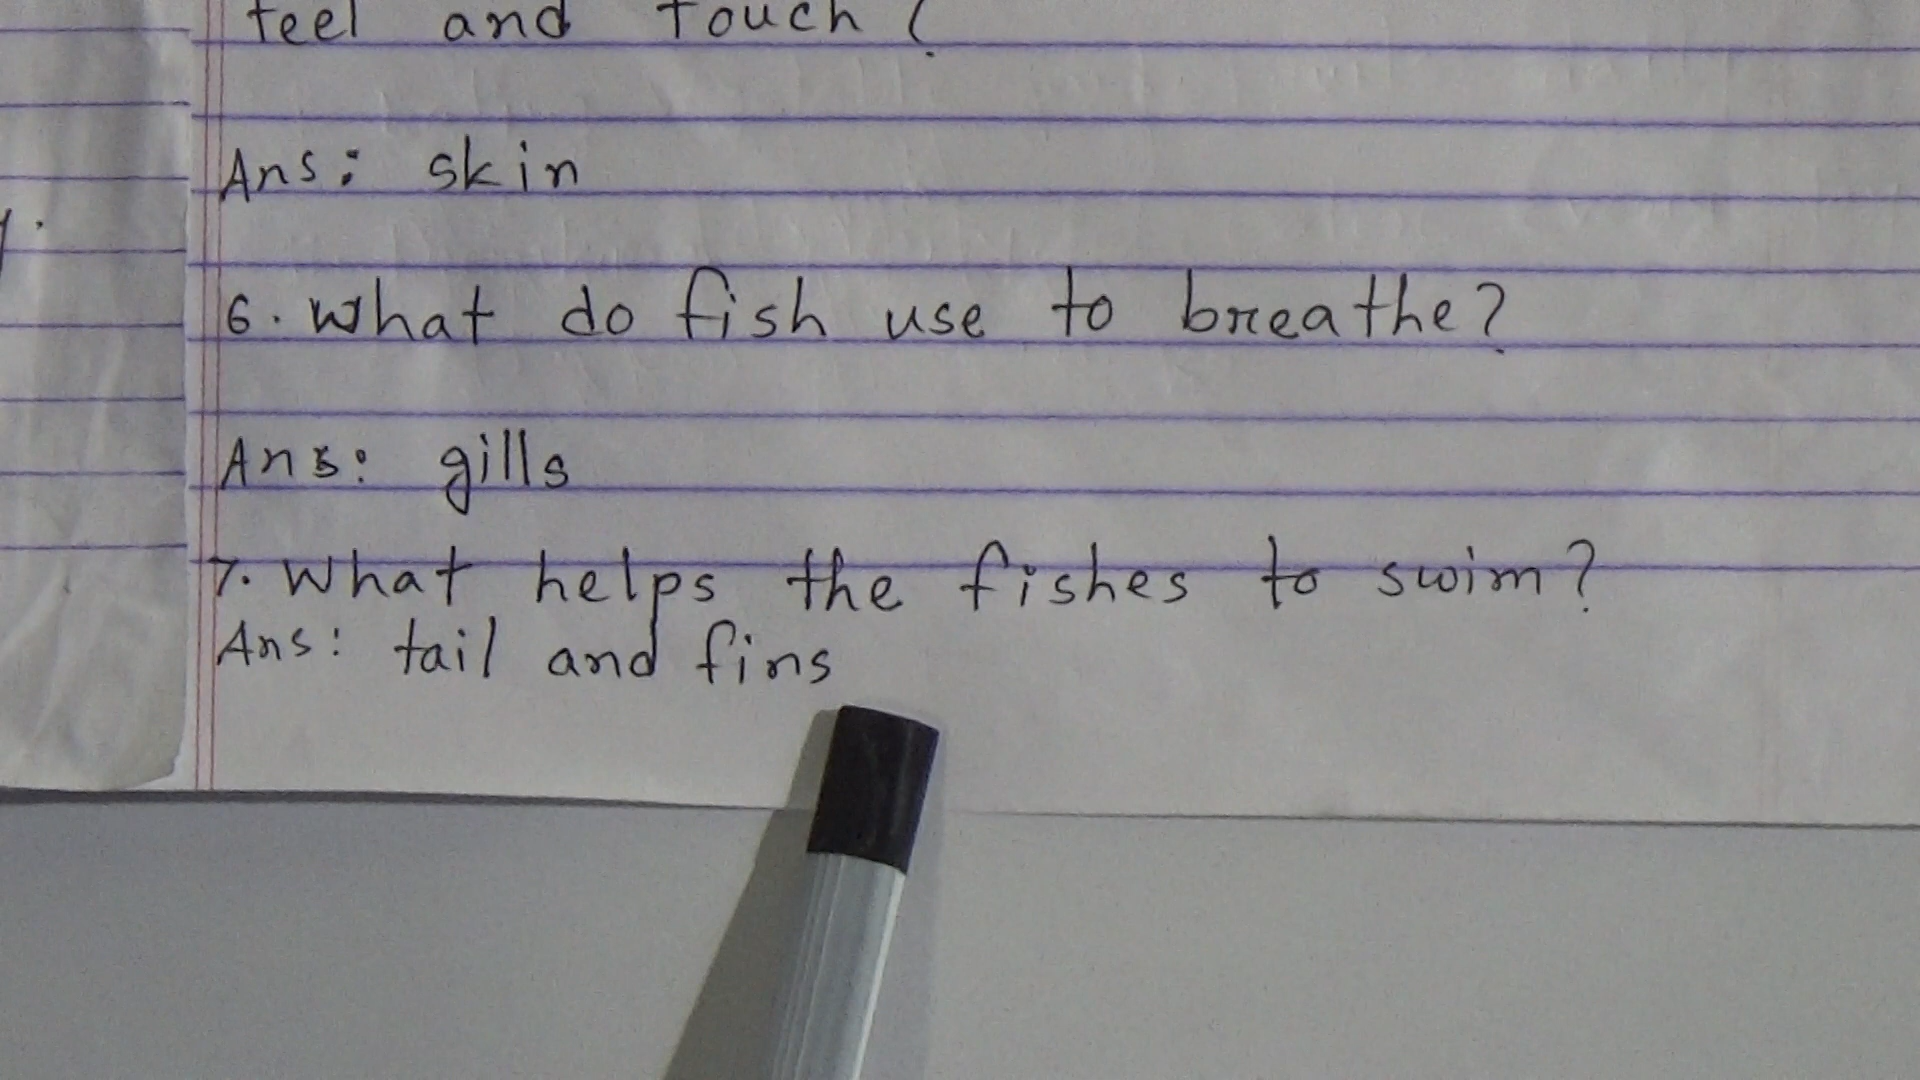 feel and touch?
Ans: skin
6. What do fish use to breathe?
Ans: gills
7. What helps the fishes to swim?
Ans: tail and fins